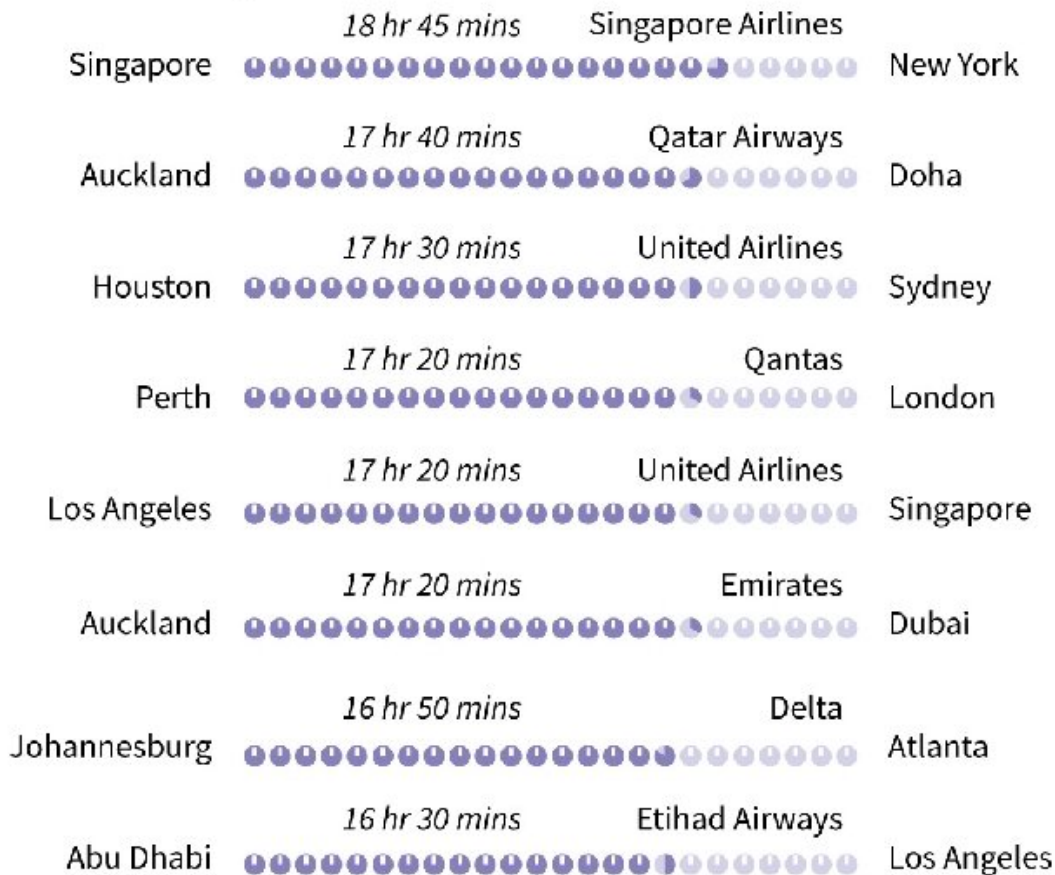 18 hr 45 mins Singapore Airlines
Singapore New York
17 hr 40 mins Qatar Airways
Auckland Doha
17 hr 30 mins United Airlines
Houston Sydney
17 hr 20 mins Qantas
Perth London
17 hr 20 mins United Airlines
Los Angeles Singapore
17 hr 20 mins Emirates
Auckland Dubai
16 hr 50 mins Delta
Johannesburg Atlanta
16 hr 30 mins Etihad Airways
Abu Dhabi Los Angeles